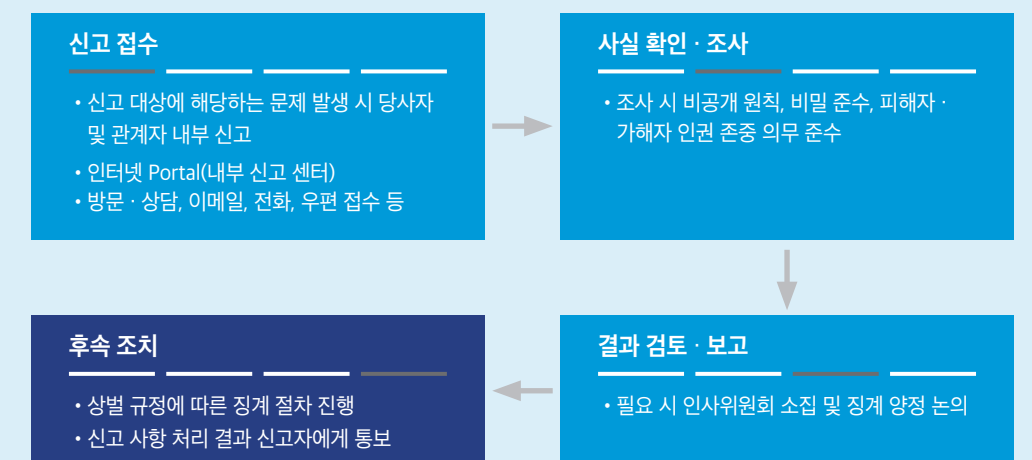 신고 접수
• 신고 대상에 해당하는 문제 발생 시 당사자
및 관계자 내부 신고
• 인터넷 Portal(내부 신고 센터)
• 방문 · 상담, 이메일, 전화, 우편 접수 등
사실 확인 · 조사
• 조사 시 비공개 원칙, 비밀 준수, 피해자 ·
가해자 인권 존중 의무 준수
결과 검토 · 보고
• 필요 시 인사위원회 소집 및 징계 양정 논의
후속 조치
• 상벌 규정에 따른 징계 절차 진행
• 신고 사항 처리 결과 신고자에게 통보